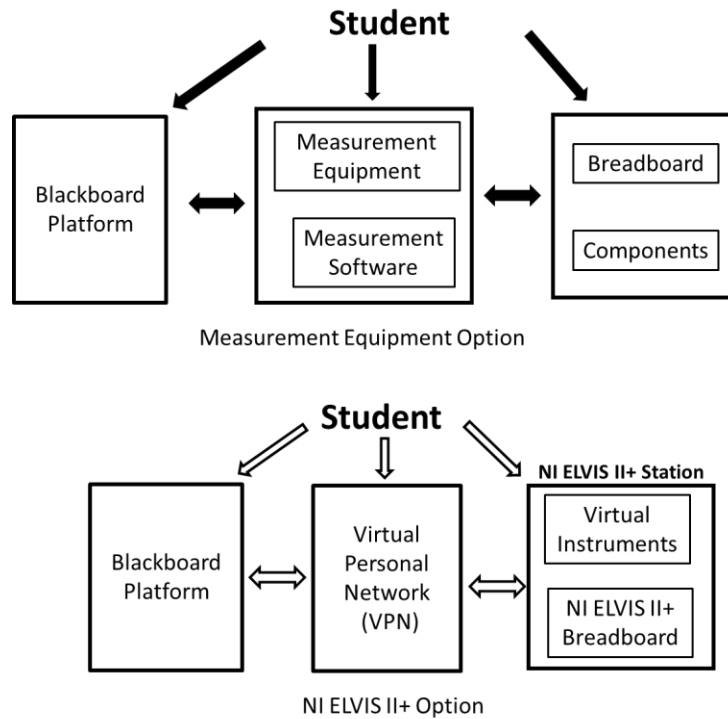 Student
Blackboard
Platform
Measurement
Equipment
Measurement
Software
Breadboard
Components
Measurement Equipment Option
Student
NI ELVIS II+ Station
Blackboard
Platform
Virtual
Personal
Network
(VPN)
Virtual
Instruments
NI ELVIS II+
Breadboard
NI ELVIS II+ Option